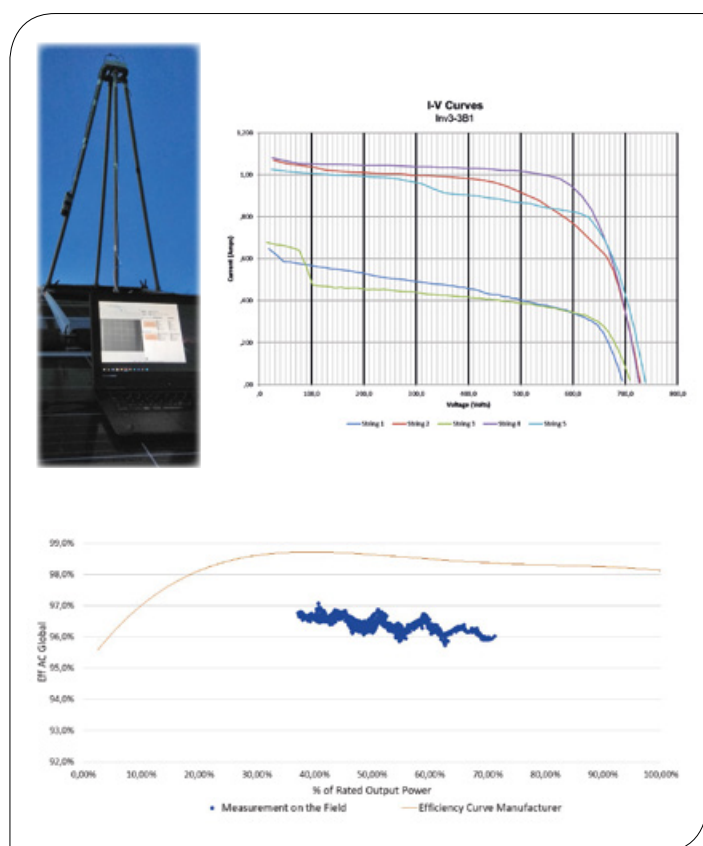 I-V Curves
Inv3-3B1
Current (Amps)
1,200
1,00
,800
,600
,400
,200
,00
,0 100,0 200,0 300,0 400,0 500,0 600,0 700,0 800,0
Voltage (Volts)
String 1 String 2 String 3 String 4 String 5
Eff AC Global
99,0%
98,0%
97,0%
96,0%
95,0%
94,0%
93,0%
92,0%
0,00% 10,00% 20,00% 30,00% 40,00% 50,00% 60,00% 70,00% 80,00% 90,00% 100,00%
% of Rated Output Power
Measurement on the Field Efficiency Curve Manufacturer